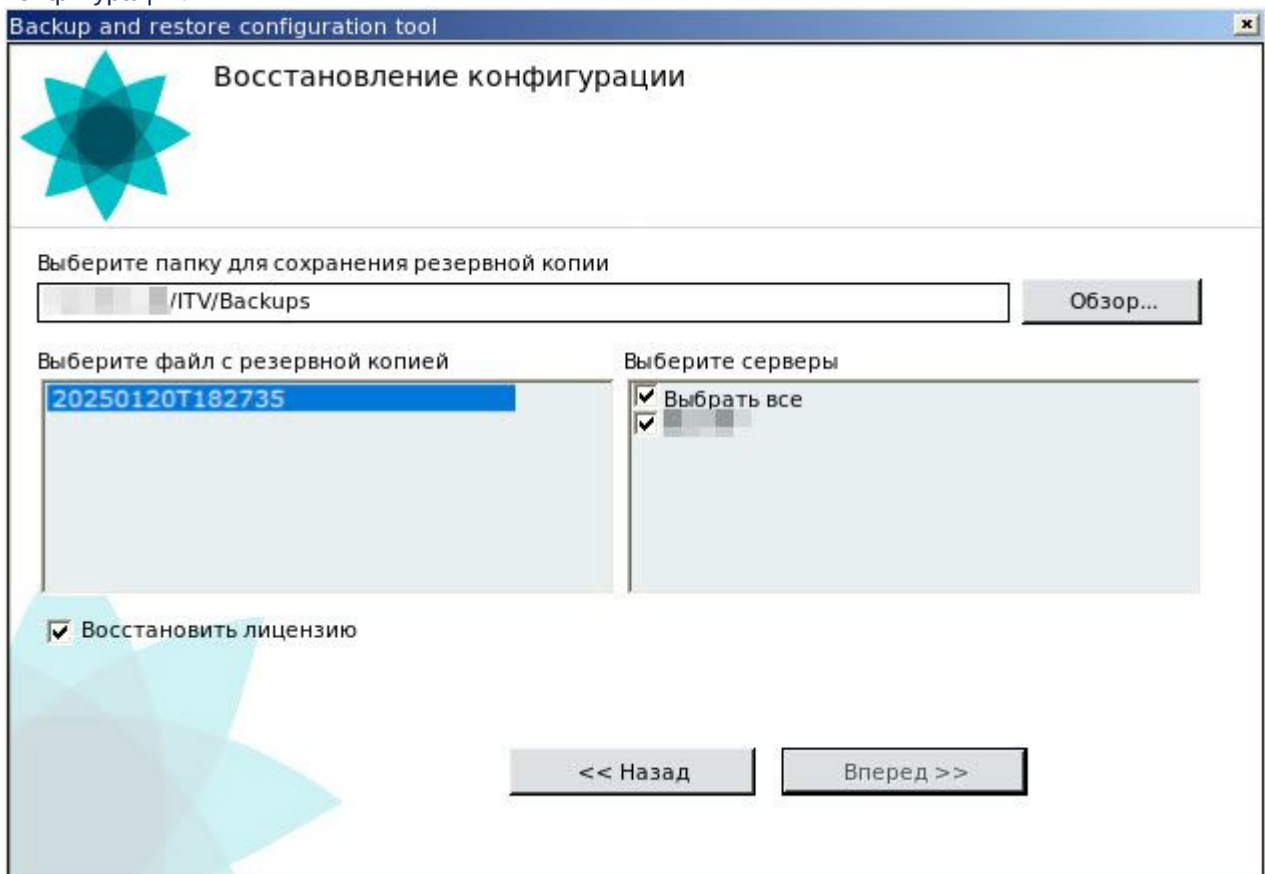 Backup and restore configuration tool
Восстановление конфигурации
Выберите папку для сохранения резервной копии
/ITV/Backups
Обзор...
Выберите файл с резервной копией
Выберите серверы
20250120T182735
Выбрать все
Восстановить лицензию
<< Назад
Вперед >>